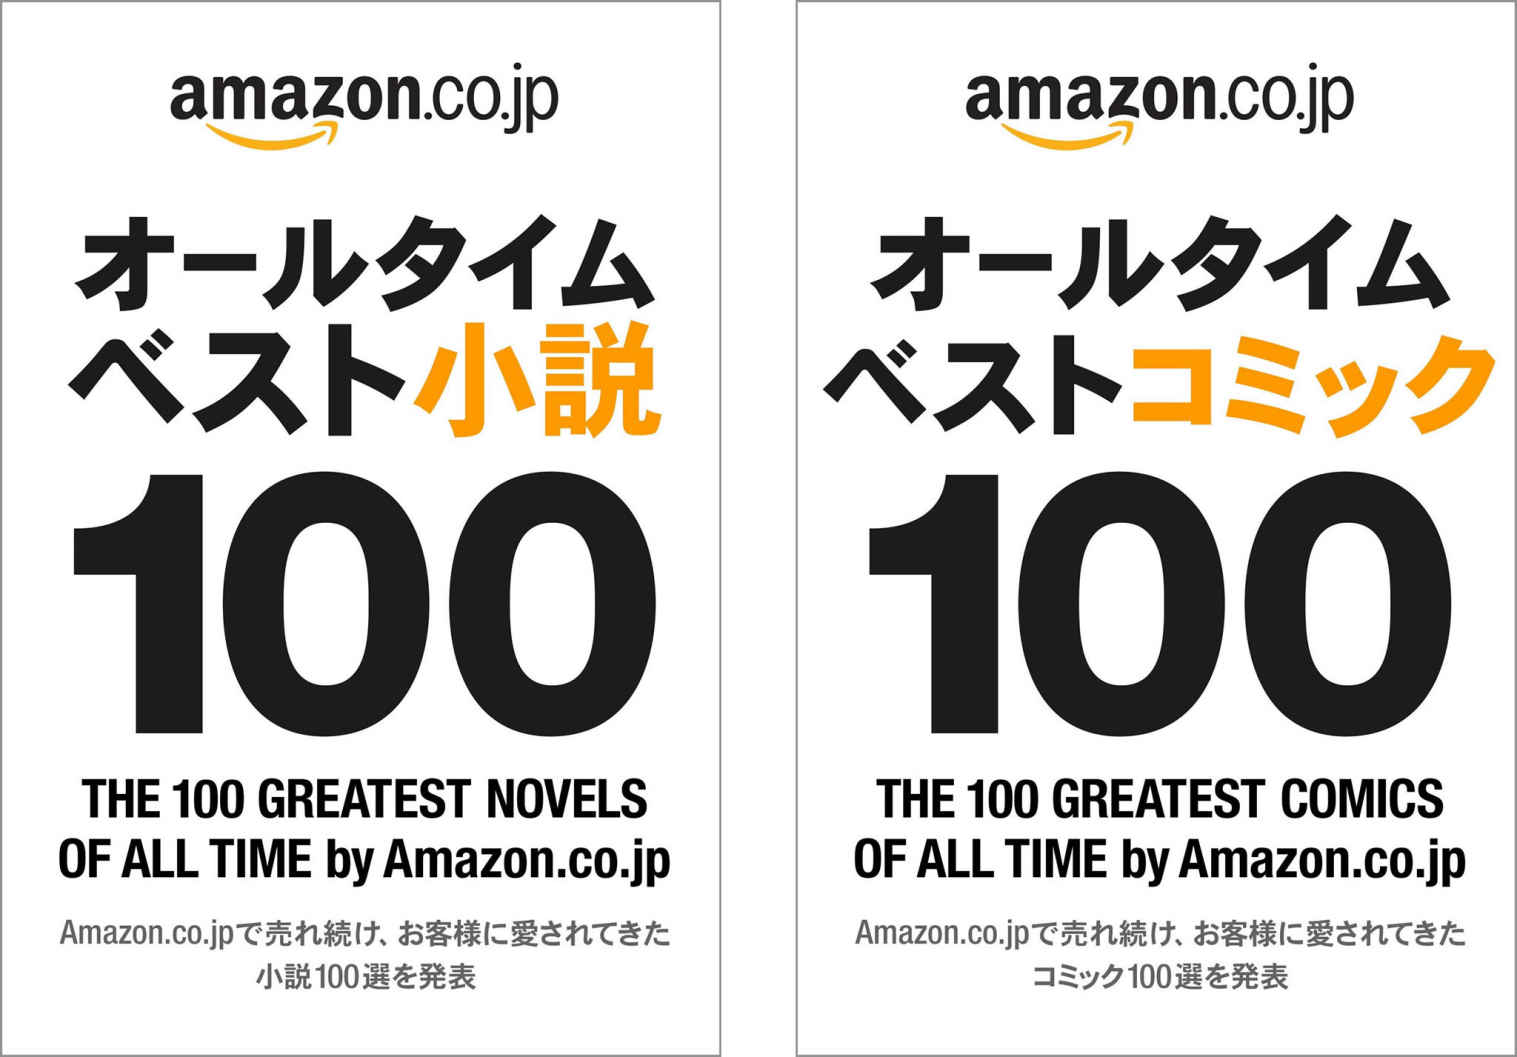 amazon.co.jp
オールタイム
ベスト小説
100
THE 100 GREATEST NOVELS
OF ALL TIME by Amazon.co.jp
Amazon.co.jpで売れ続け、お客様に愛されてきた
小説100選を発表
amazon.co.jp
オールタイム
ベストコミック
100
THE 100 GREATEST COMICS
OF ALL TIME by Amazon.co.jp
Amazon.co.jpで売れ続け、お客様に愛されてきた
コミック100選を発表